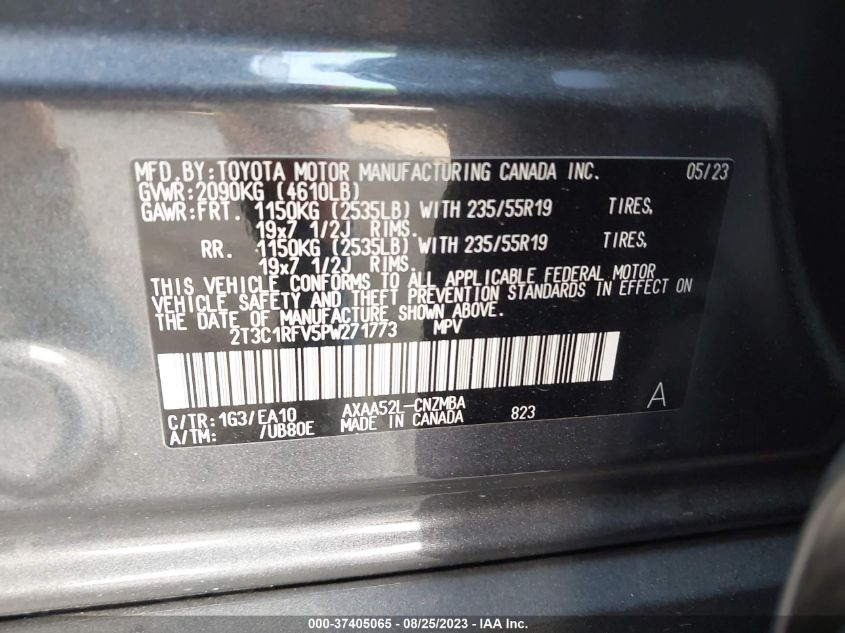 MFD.BY:TOYOTA MOTOR MANUFACTURING CANADA INC. 05/23
GVWR:2090KG (4610LB)
GAWR:FRT. 1150KG (2535LB) WITH 235/55R19 TIRES,
19x7 1/2J RIMS.
RR. 1150KG (2535LB) WITH 235/55R19 TIRES,
19x7 1/2J RIMS.
THIS VEHICLE CONFORMS TO ALL APPLICABLE FEDERAL MOTOR
VEHICLE SAFETY AND THEFT PREVENTION STANDARDS IN EFFECT ON
THE DATE OF MANUFACTURE SHOWN ABOVE.
2T3C1RFV5PW271773 MPV
C/TR:1G3/EA10 AXAA52L-CNZMBA A
A/TM: /UB80E MADE IN CANADA 823
000-37405065 - 08/25/2023 - IAA Inc.